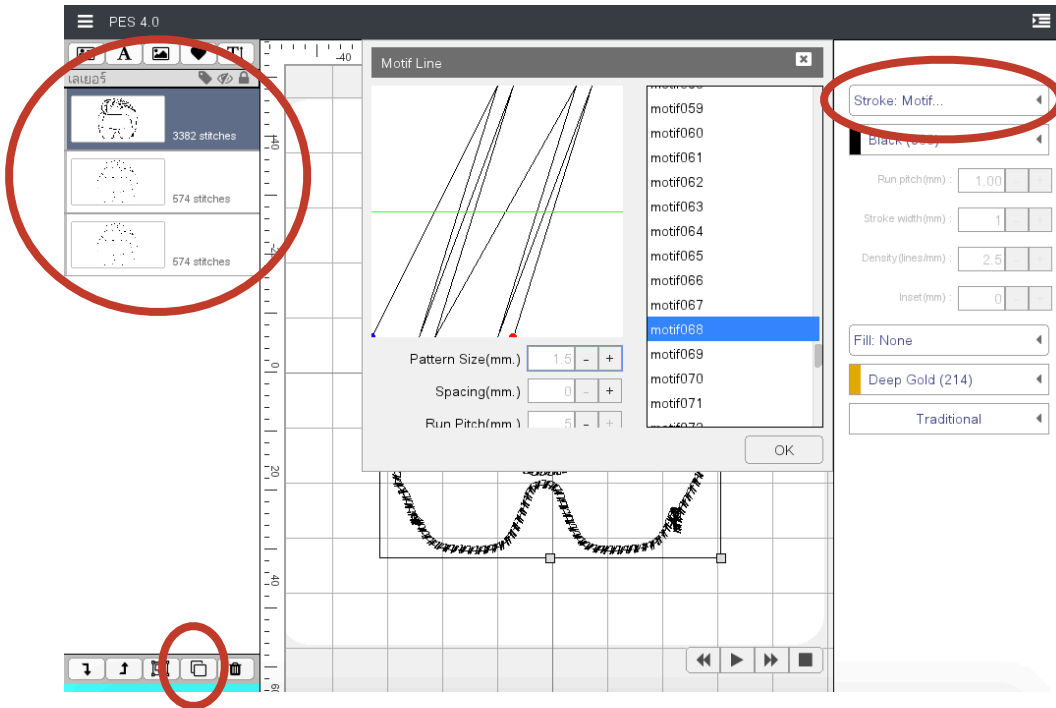 PES 4.0
A
T
-40
เลเยอร์
3382 stitches
574 stitches
574 stitches
-40
-20
0
20
40
60
Motif Line
motif059
motif060
motif061
motif062
motif063
motif064
motif065
motif066
motif067
motif068
motif069
motif070
motif071
Pattern Size(mm.) 1.5 - +
Spacing(mm.) 0 - +
Run Pitch(mm.) 5 - +
OK
Stroke: Motif...
Black
Run pitch(mm) : 1.00 - +
Stroke width(mm) : 1 - +
Density(lines/mm) : 2.5 - +
Inset(mm) : 0 - +
Fill: None
Deep Gold (214)
Traditional